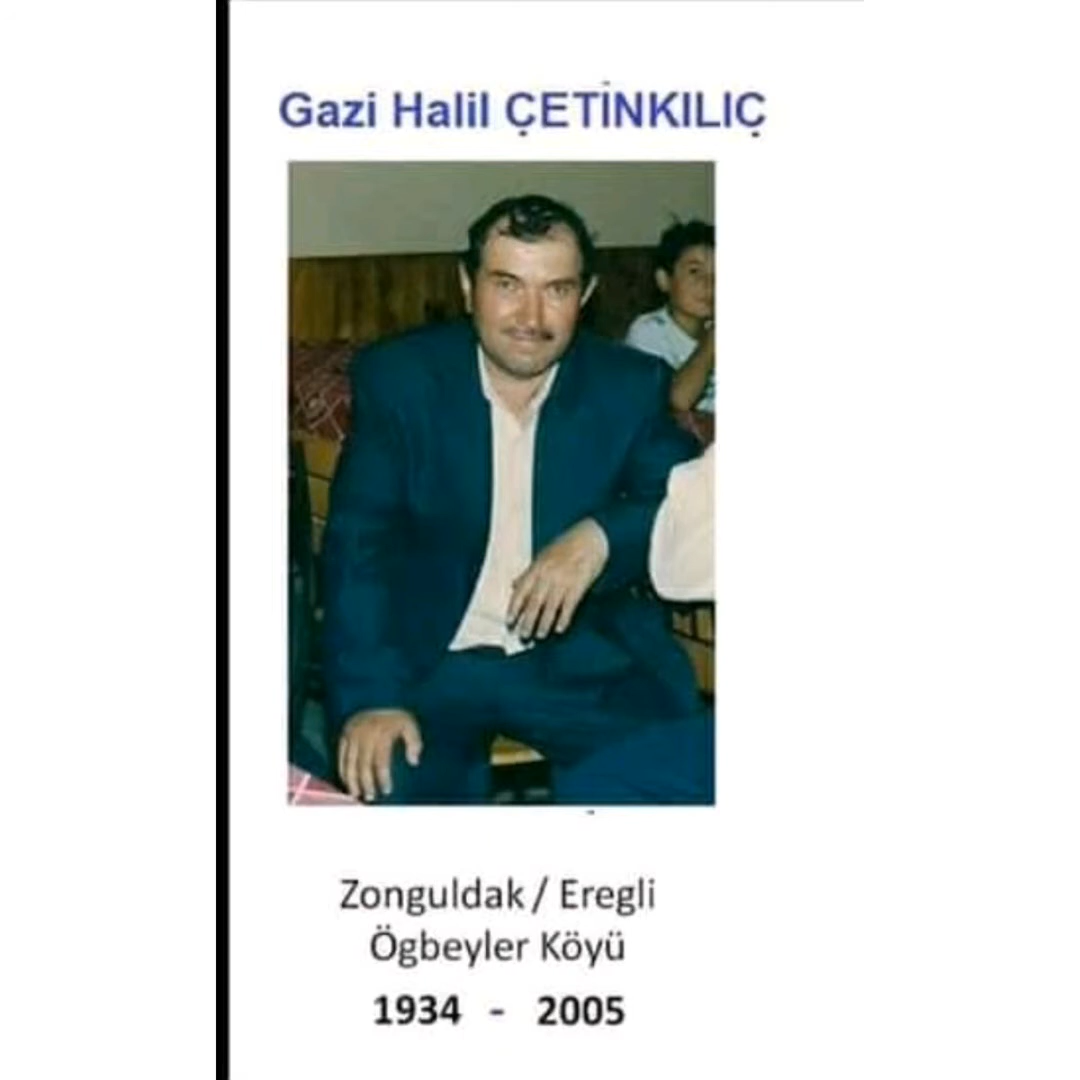 Gazi Halil ÇETİNKILIÇ
Zonguldak / Eregli
Ögbeyler Köyü
1934 - 2005